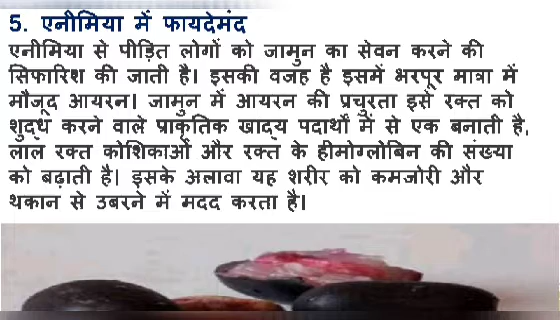 5. एनीमिया में फायदेमंद
एनीमिया से पीड़ित लोगों को जामुन का सेवन करने की
सिफारिश की जाती है। इसकी वजह है इसमें भरपूर मात्रा में
मौजूद आयरन। जामुन में आयरन की प्रचुरता इसे रक्त को
शुद्ध करने वाले प्राकृतिक खाद्य पदार्थों में से एक बनाती है,
लाल रक्त कोशिकाओं और रक्त के हीमोग्लोबिन की संख्या
को बढ़ाती है। इसके अलावा यह शरीर को कमजोरी और
थकान से उबरने में मदद करता है।